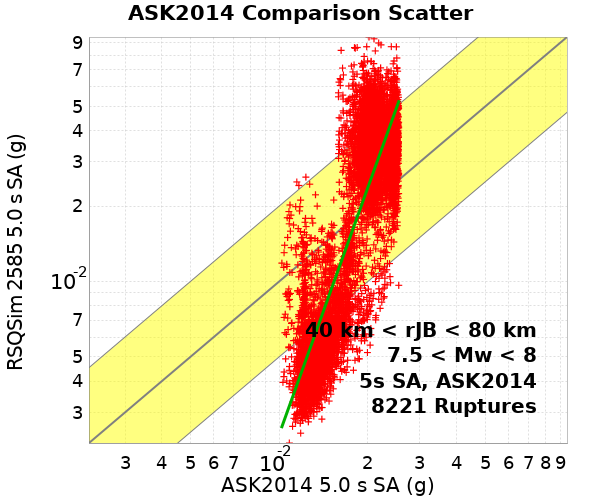 ASK2014 Comparison Scatter
RSQSim 2585 5.0 s SA (g)
9
7
5
4
3
2
10-2
7
5
4
3
40 km < rJB < 80 km
7.5 < Mw < 8
5s SA, ASK2014
8221 Ruptures
3 4 5 6 7 10-2 2 3 4 5 6 7 8 9
ASK2014 5.0 s SA (g)